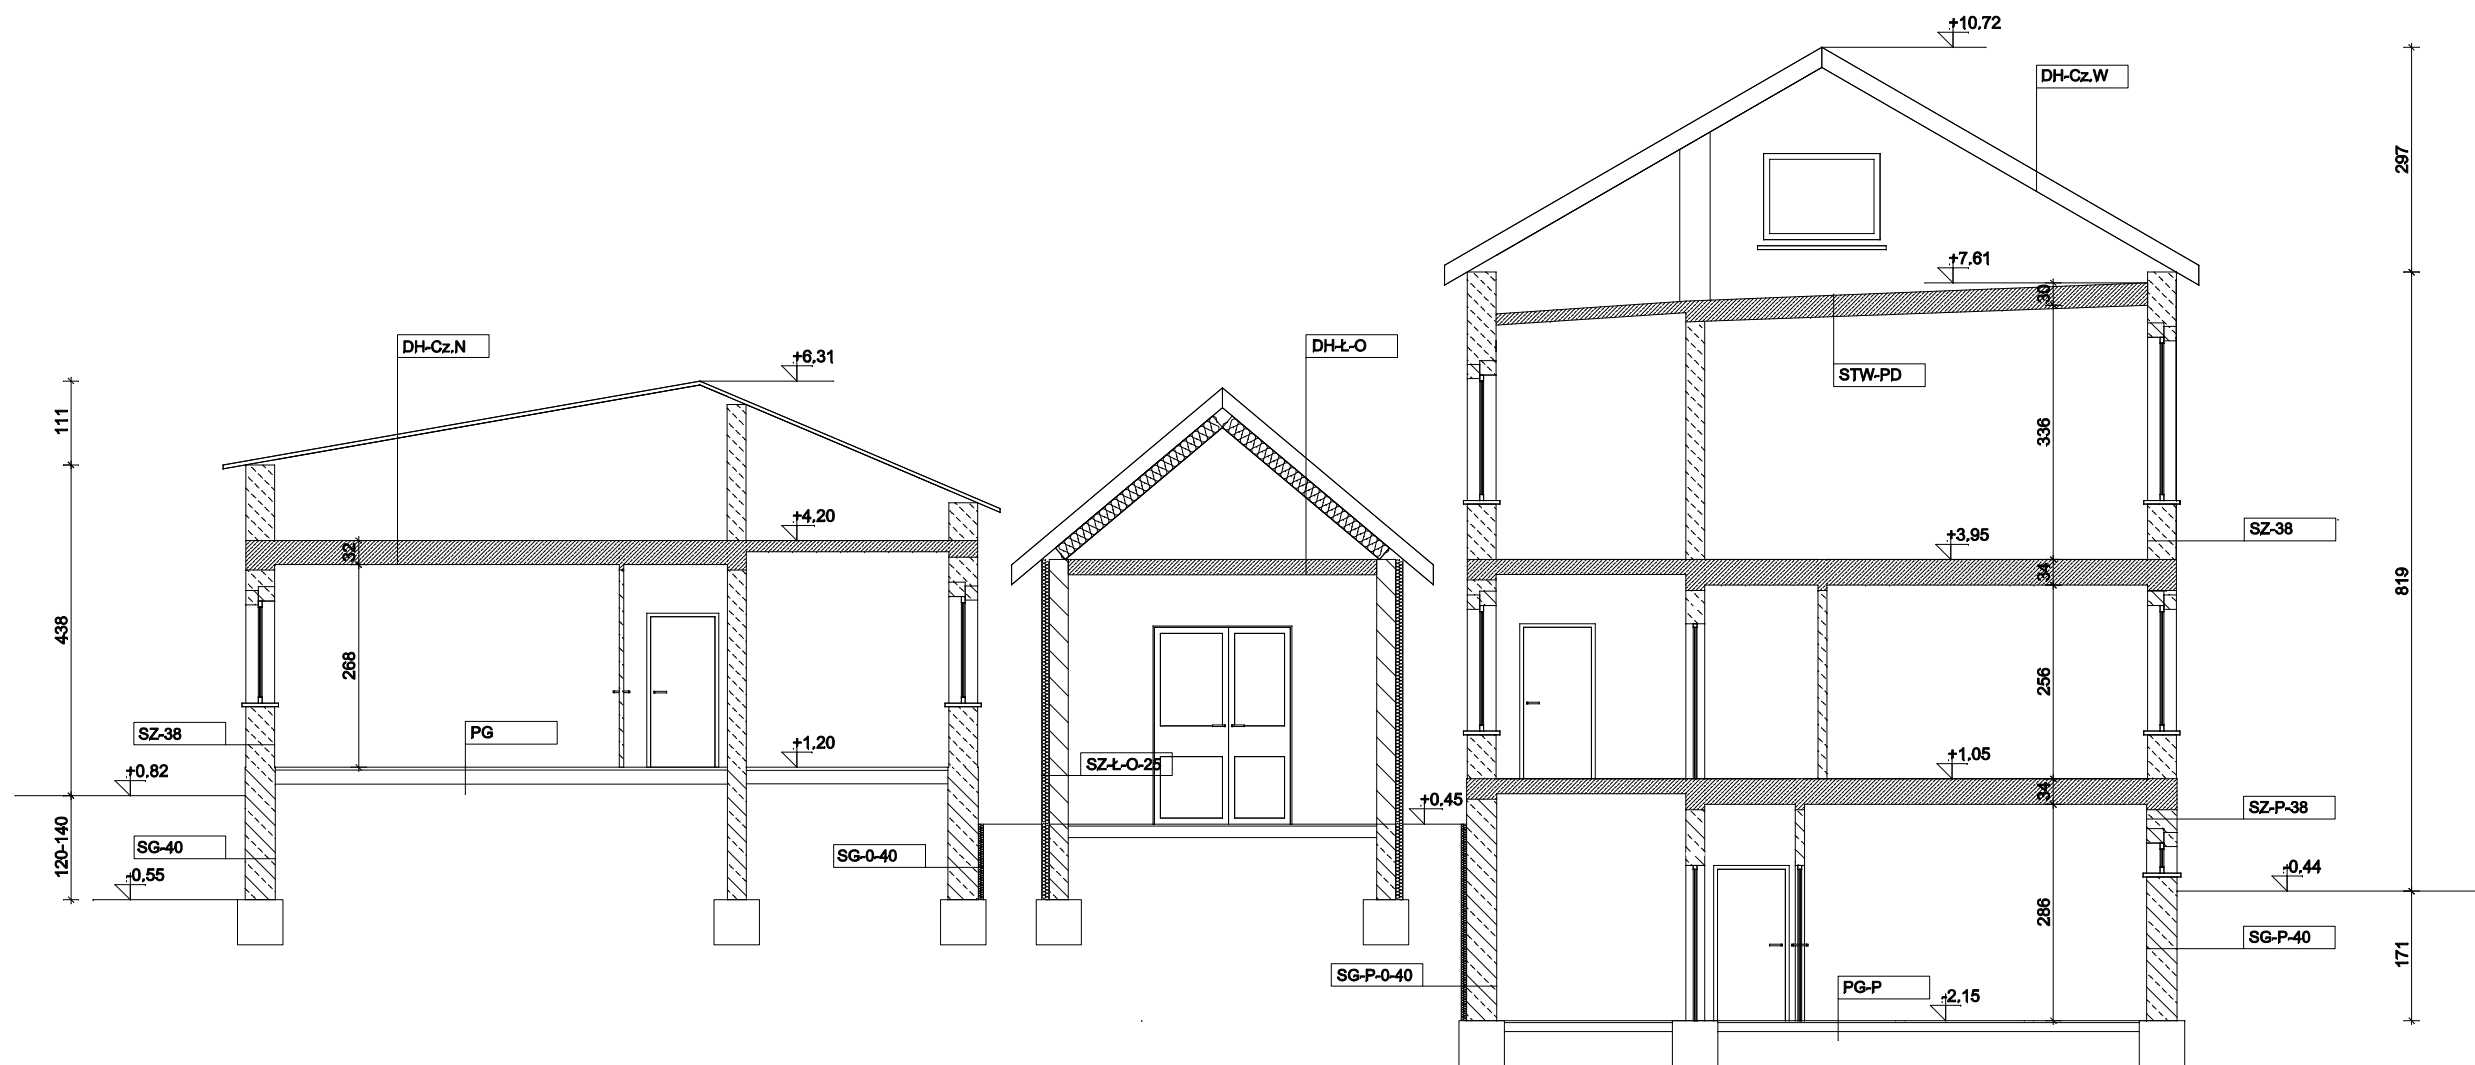 +10,72
DH-Cz.W
297
+7,61
30
DH-Cz.N
DH-Ł-O
+6,31
STW-PD
111
336
+4,20
SZ-38
+3,95
32
34
819
438
268
256
SZ-38
PG
+1,20
+1,05
SZ-Ł-O-25
+0,82
34
+0,45
SZ-P-38
120-140
SG-40
SG-0-40
-0,55
-0,44
286
SG-P-40
171
SG-P-0-40
PG-P
-2,15